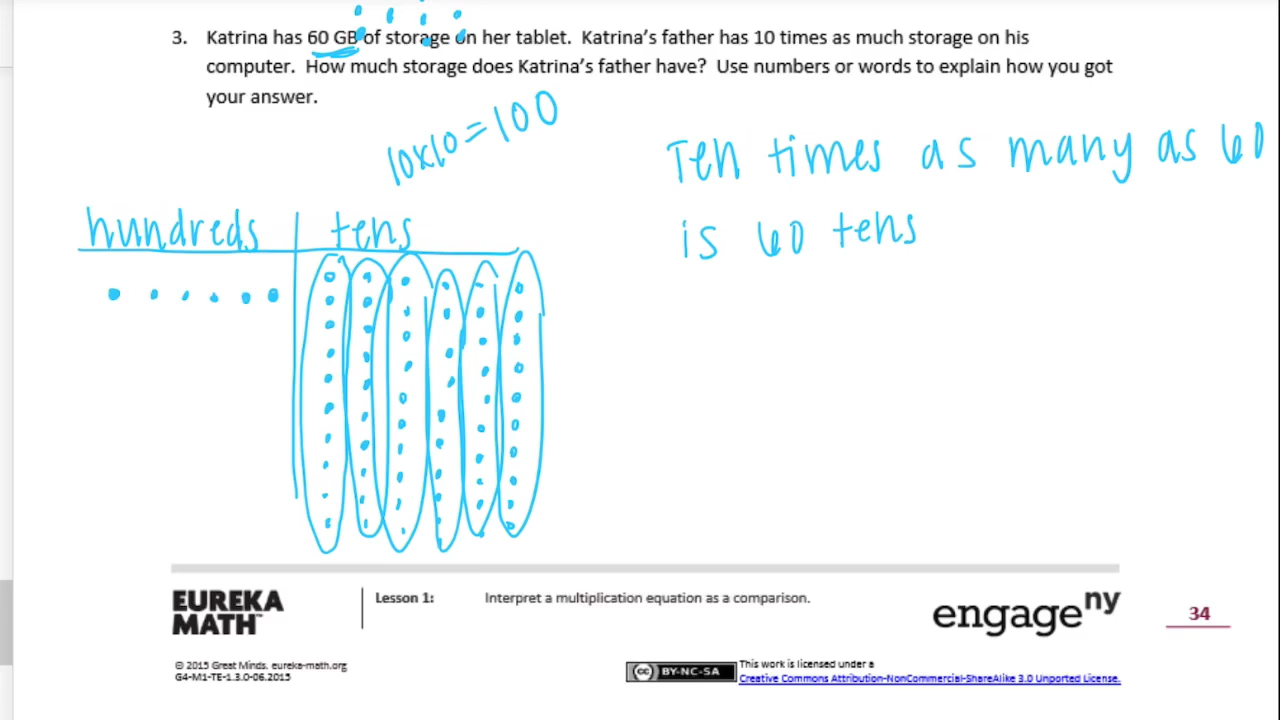 3. Katrina has 60 GB of storage on her tablet. Katrina's father has 10 times as much storage on his
computer. How much storage does Katrina's father have? Use numbers or words to explain how you got
your answer.
10x10=100
Ten times as many as 60
is 60 tens
hundreds tens
EUREKA
MATH™
Lesson 1: Interpret a multiplication equation as a comparison.
engage ny
34
© 2015 Great Minds. eureka-math.org
G4-M1-TE-1.3.0-06.2015
cc BY-NC-SA
This work is licensed under a
Creative Commons Attribution-NonCommercial-ShareAlike 3.0 Unported License.